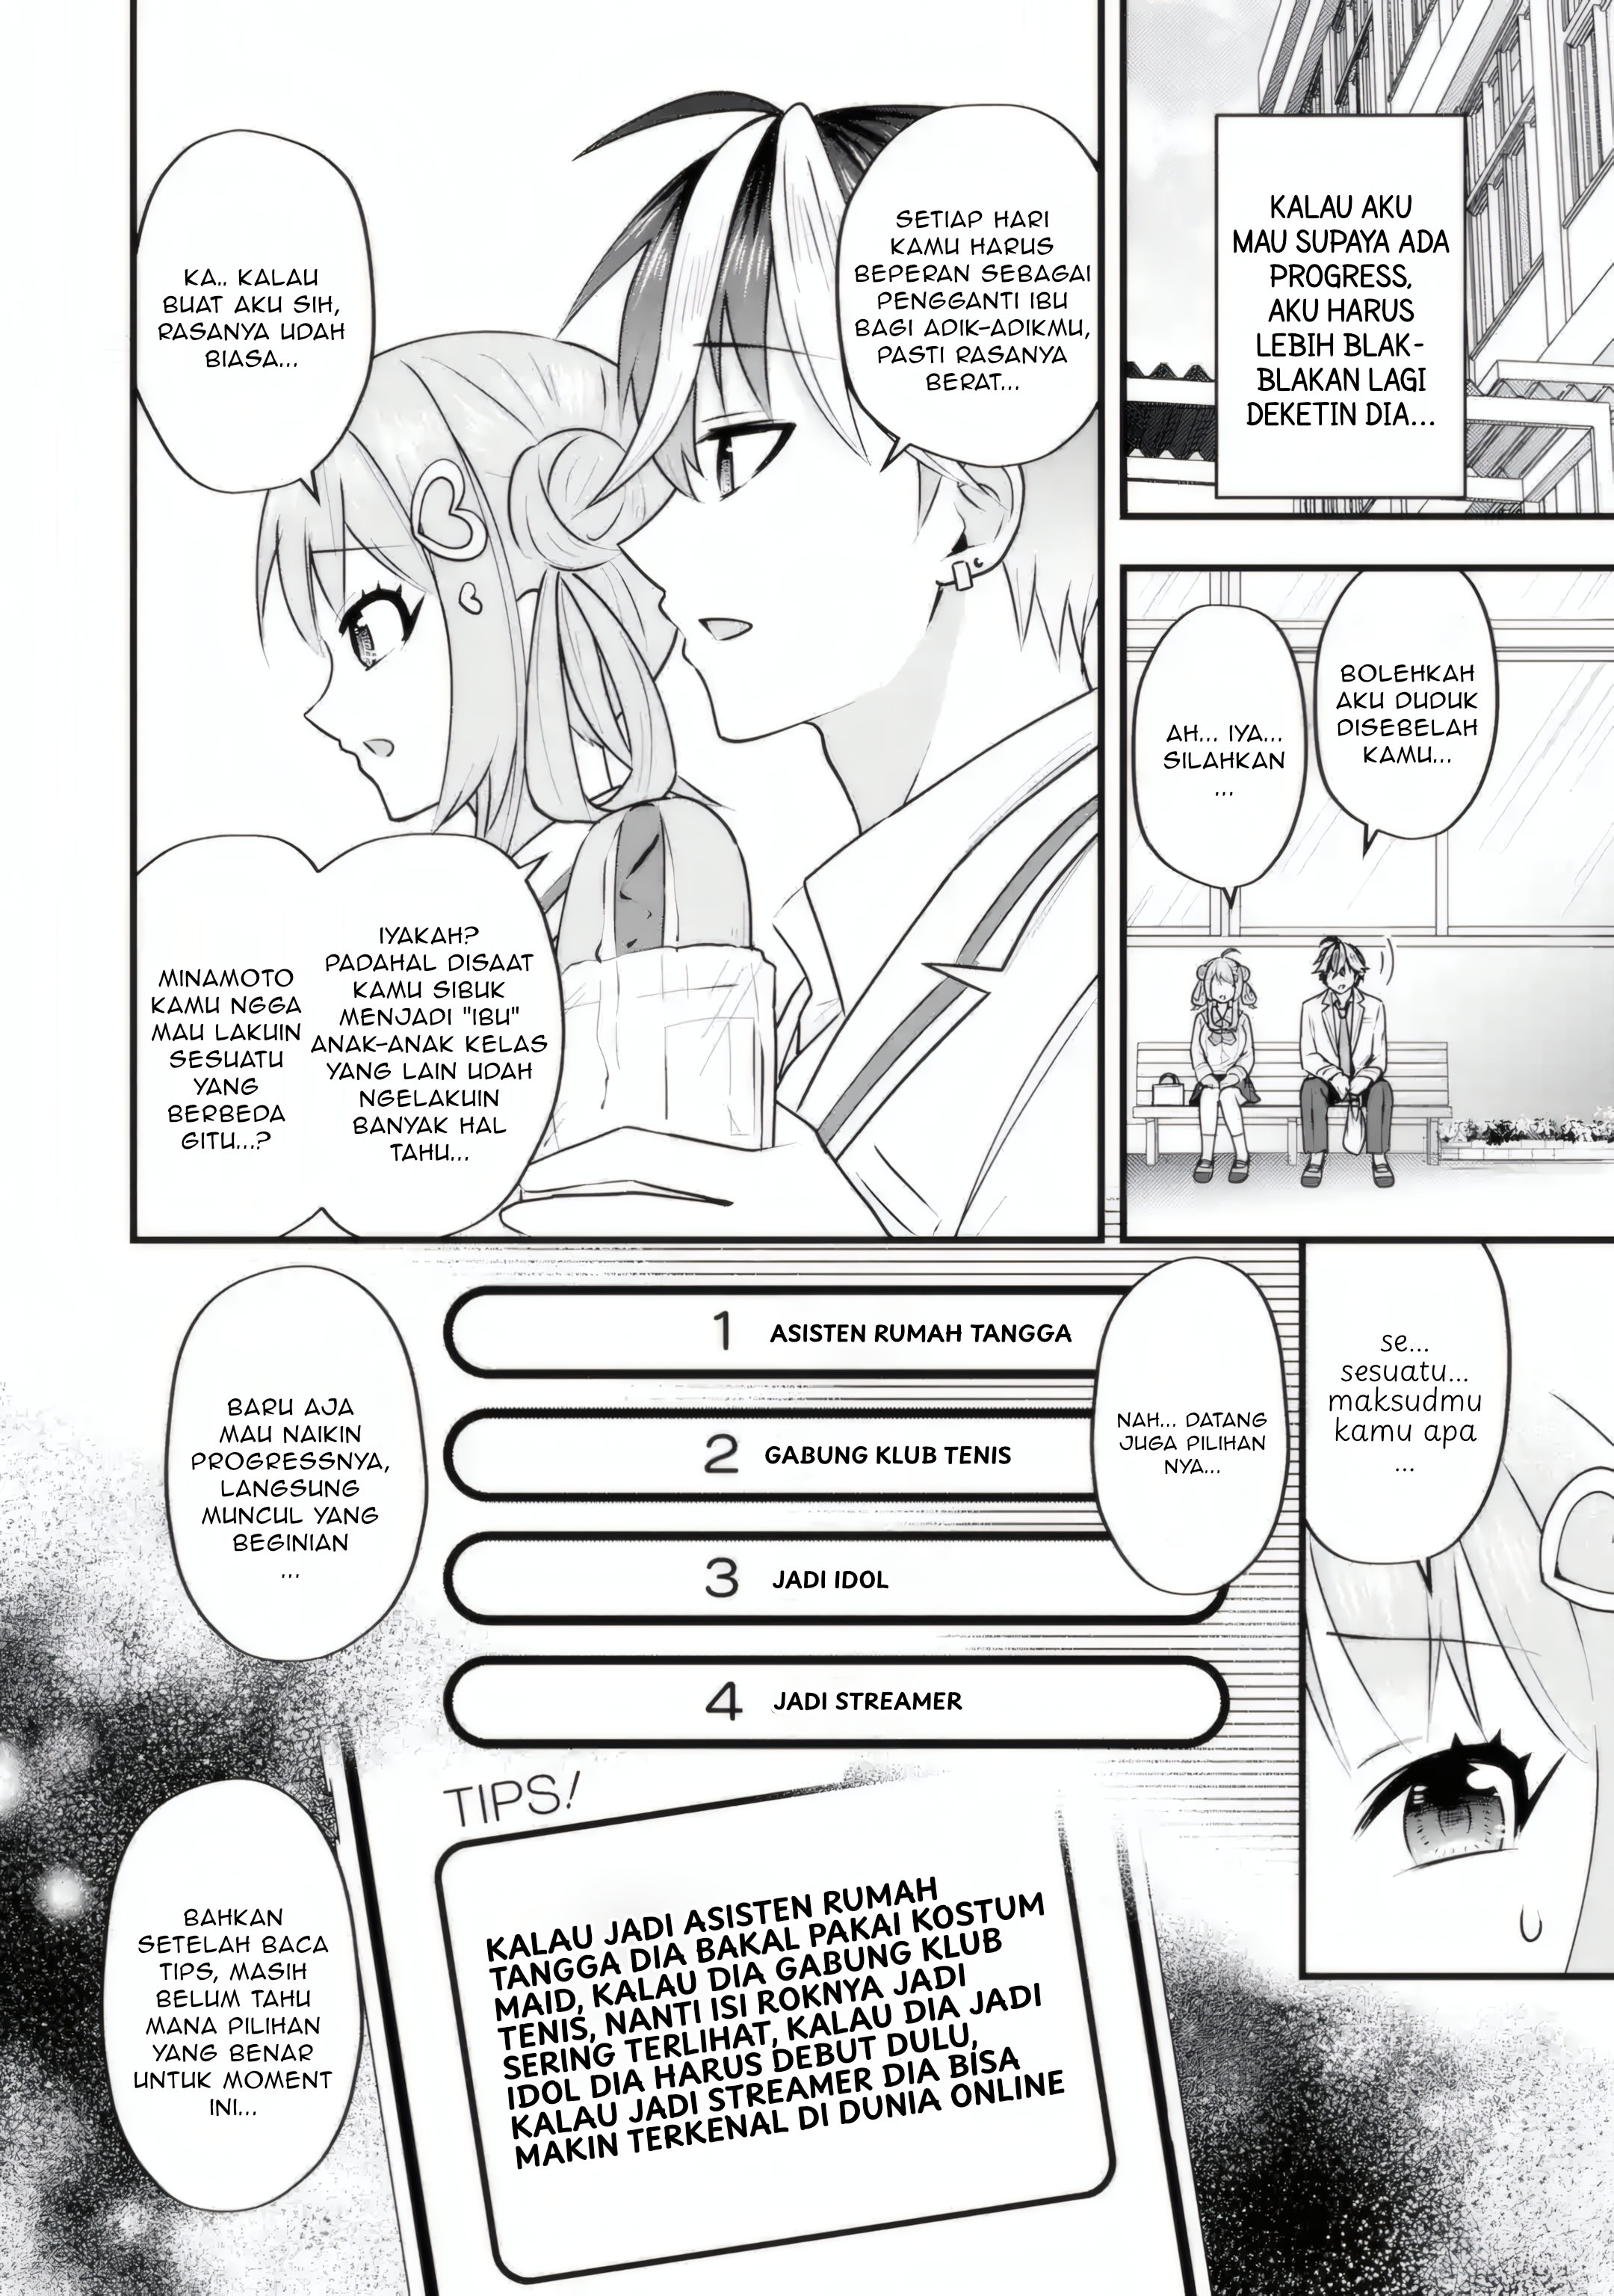 KALAU AKU
MAU SUPAYA ADA
PROGRESS,
AKU HARUS
LEBIH BLAK-
BLAKAN LAGI
DEKETIN DIA...
BOLEHKAH
AKU DUDUK
DISEBELAH
KAMU...
AH... IYA...
SILAHKAN
...
SETIAP HARI
KAMU HARUS
BEPERAN SEBAGAI
PENGGANTI IBU
BAGI ADIK-ADIKMU,
PASTI RASANYA
BERAT...
KA.. KALAU
BUAT AKU SIH,
RASANYA UDAH
BIASA...
IYAKAH?
PADAHAL DISAAT
KAMU SIBUK
MENJADI "IBU"
ANAK-ANAK KELAS
YANG LAIN UDAH
NGELAKUIN
BANYAK HAL
TAHU...
MINAMOTO
KAMU NGGA
MAU LAKUIN
SESUATU
YANG
BERBEDA
GITU...?
se...
sesuatu...
maksudmu
kamu apa
...
NAH... DATANG
JUGA PILIHAN
NYA...
1 ASISTEN RUMAH TANGGA
2 GABUNG KLUB TENIS
3 JADI IDOL
4 JADI STREAMER
BARU AJA
MAU NAIKIN
PROGRESSNYA,
LANGSUNG
MUNCUL YANG
BEGINIAN
...
TIPS!
KALAU JADI ASISTEN RUMAH
TANGGA DIA BAKAL PAKAI KOSTUM
MAID, KALAU DIA GABUNG KLUB
TENIS, NANTI ISI ROKNYA JADI
SERING TERLIHAT, KALAU DIA JADI
IDOL DIA HARUS DEBUT DULU,
KALAU JADI STREAMER DIA BISA
MAKIN TERKENAL DI DUNIA ONLINE
BAHKAN
SETELAH BACA
TIPS, MASIH
BELUM TAHU
MANA PILIHAN
YANG BENAR
UNTUK MOMENT
INI...